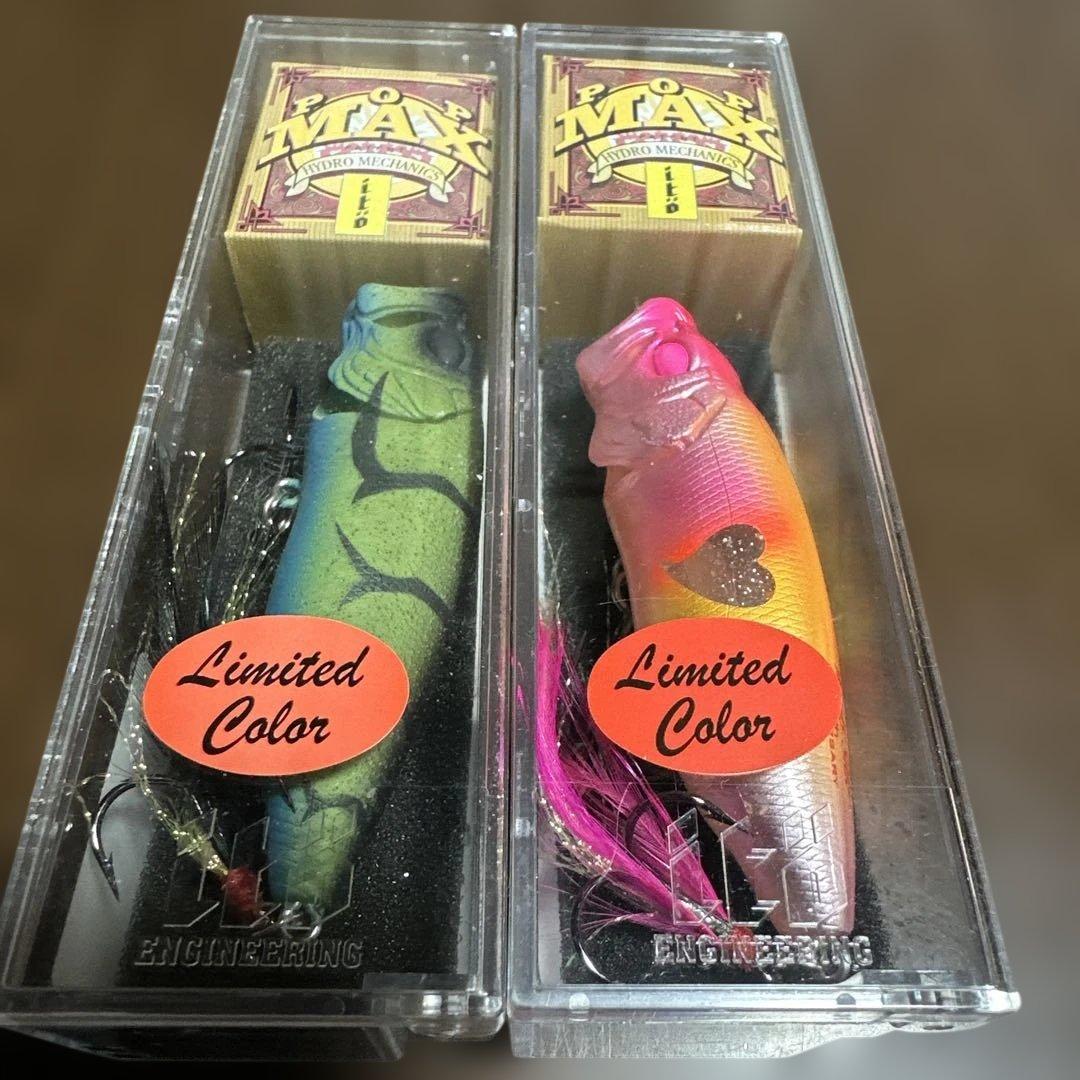 POP
MAX
HYDRO MECHANICS
POP
MAX
HYDRO MECHANICS
Limited
Color
Limited
Color
ENGINEERING
ENGINEERING